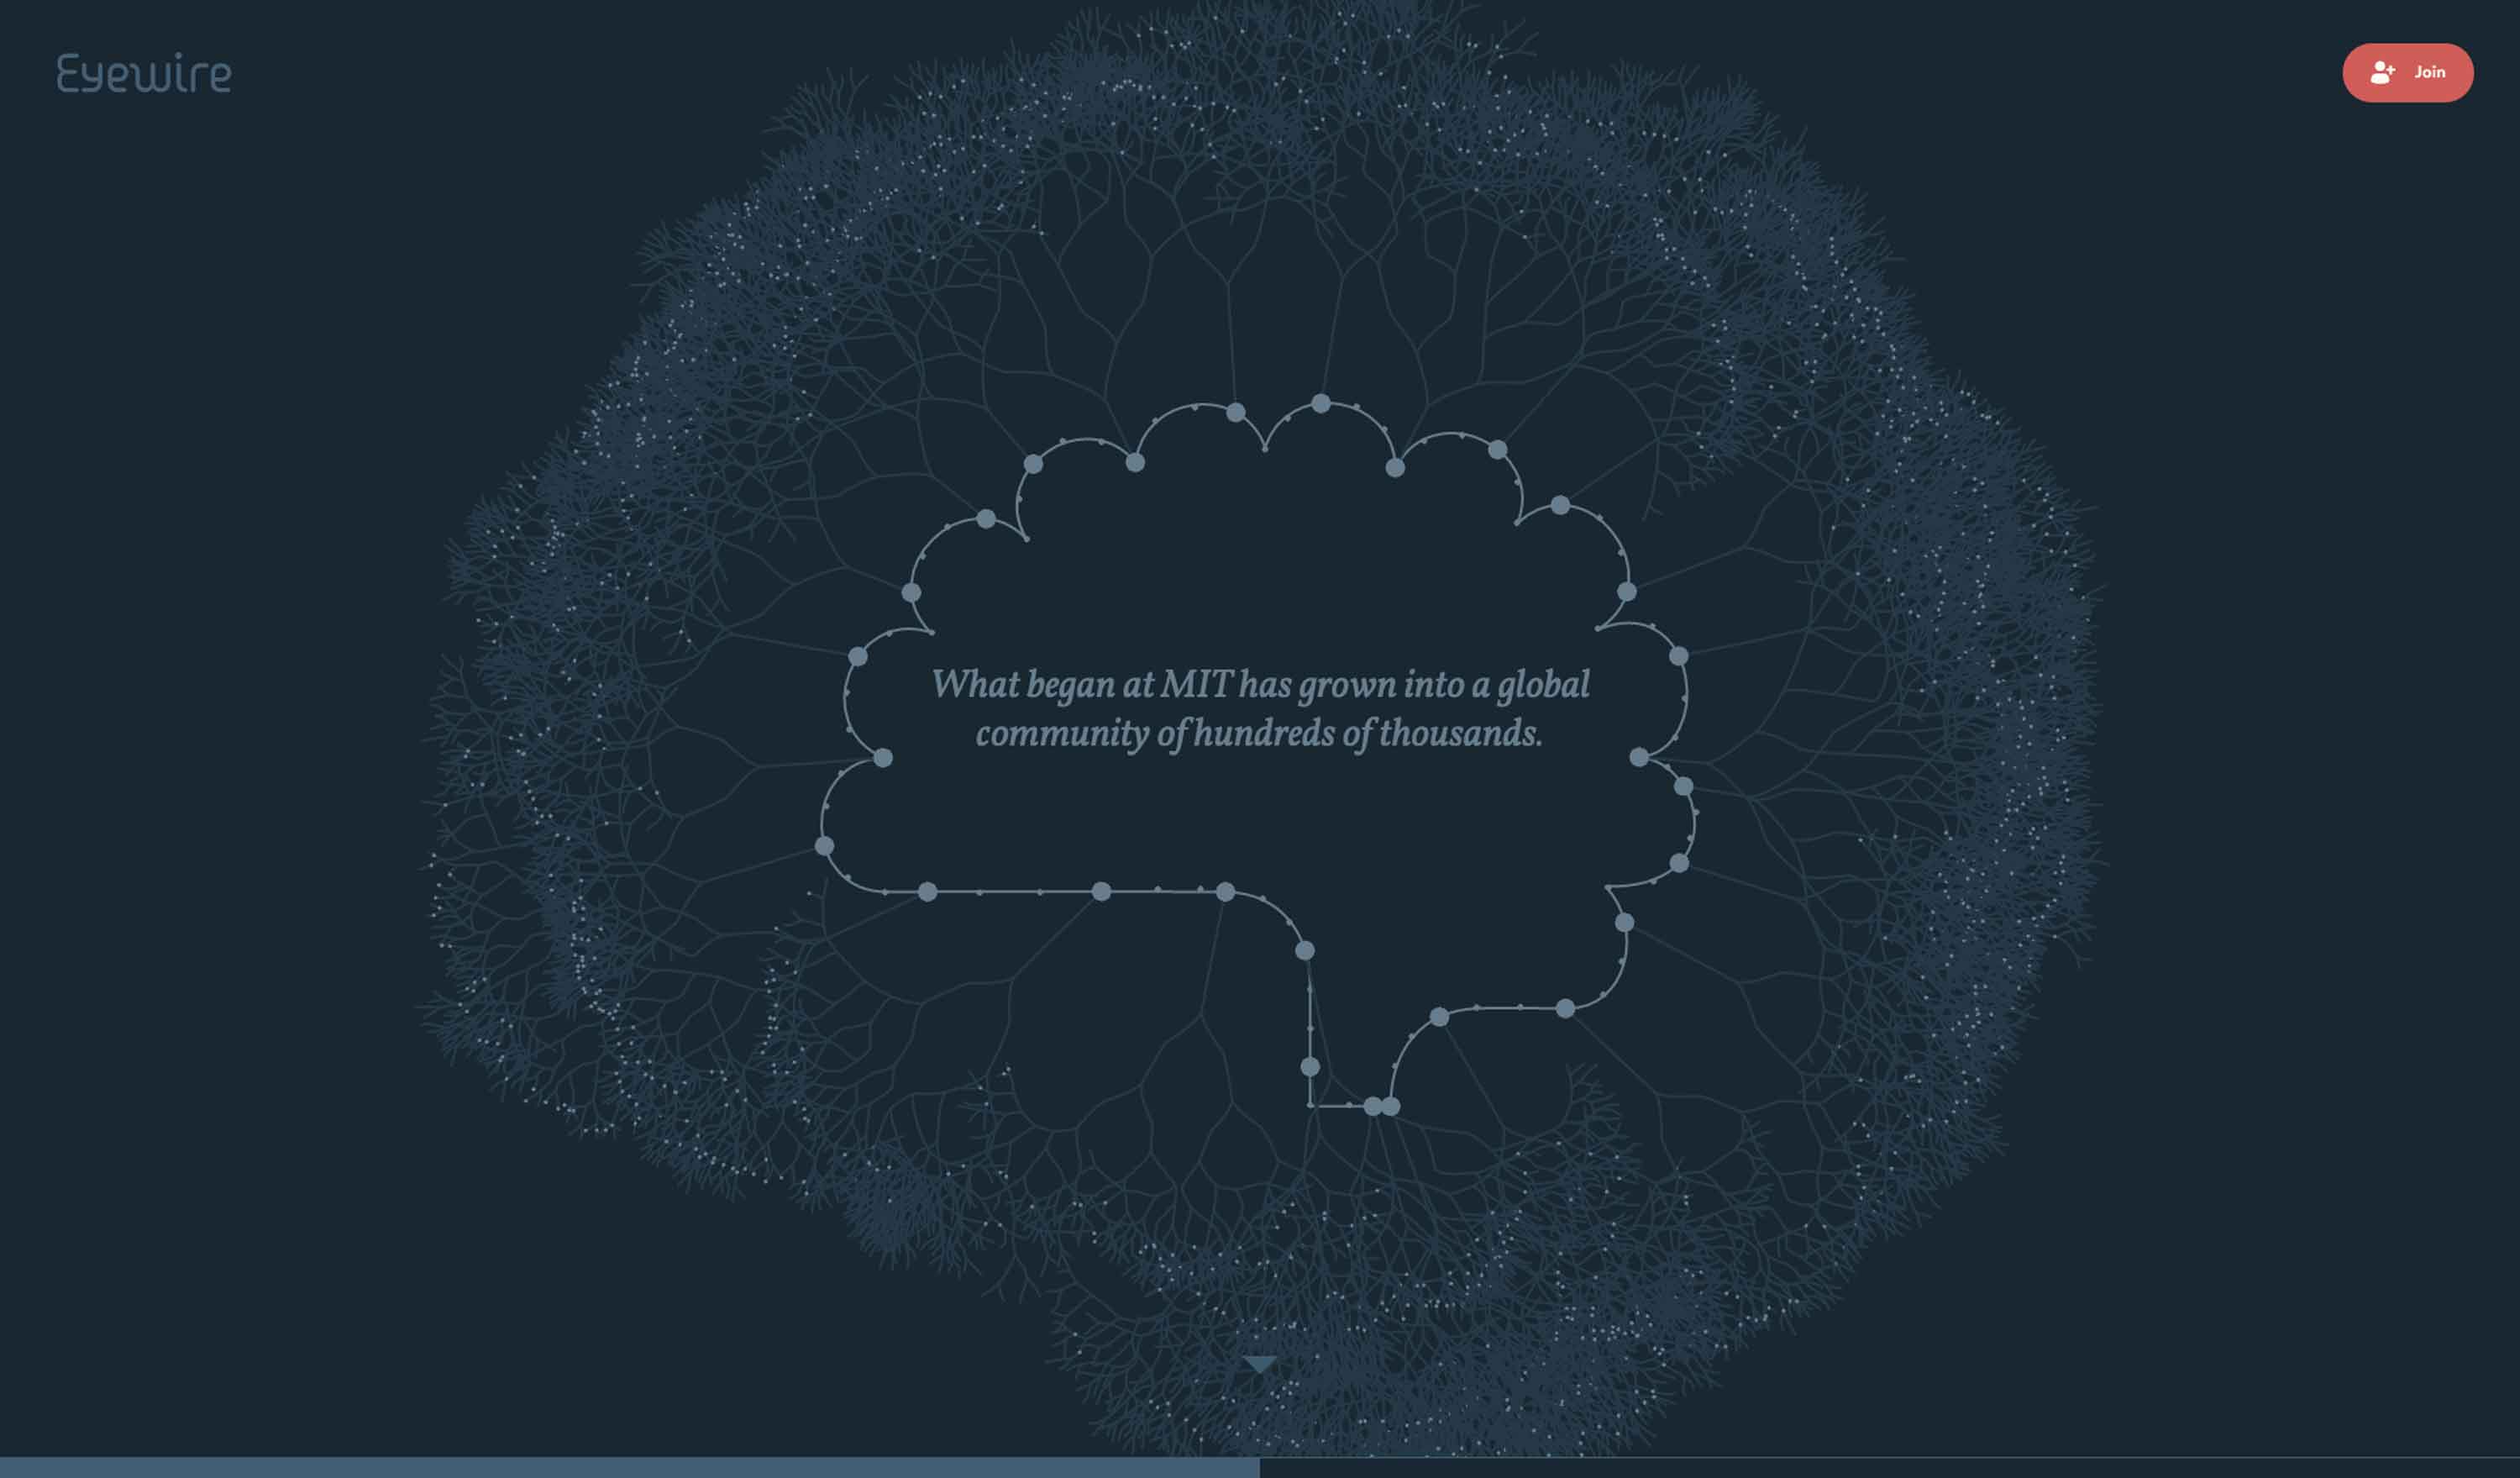 Eyewire
Join
What began at MIT has grown into a global
community of hundreds of thousands.